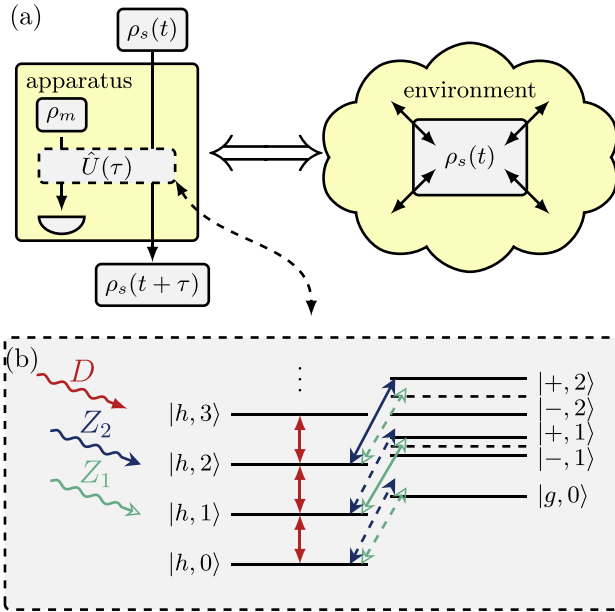 (a)
ρ_s(t)
apparatus
ρ_m
Û(τ)
ρ_s(t + τ)
environment
ρ_s(t)
(b)
D
Z_2
Z_1
⋮
|h, 3⟩
|h, 2⟩
|h, 1⟩
|h, 0⟩
|+, 2⟩
|−, 2⟩
|+, 1⟩
|−, 1⟩
|g, 0⟩